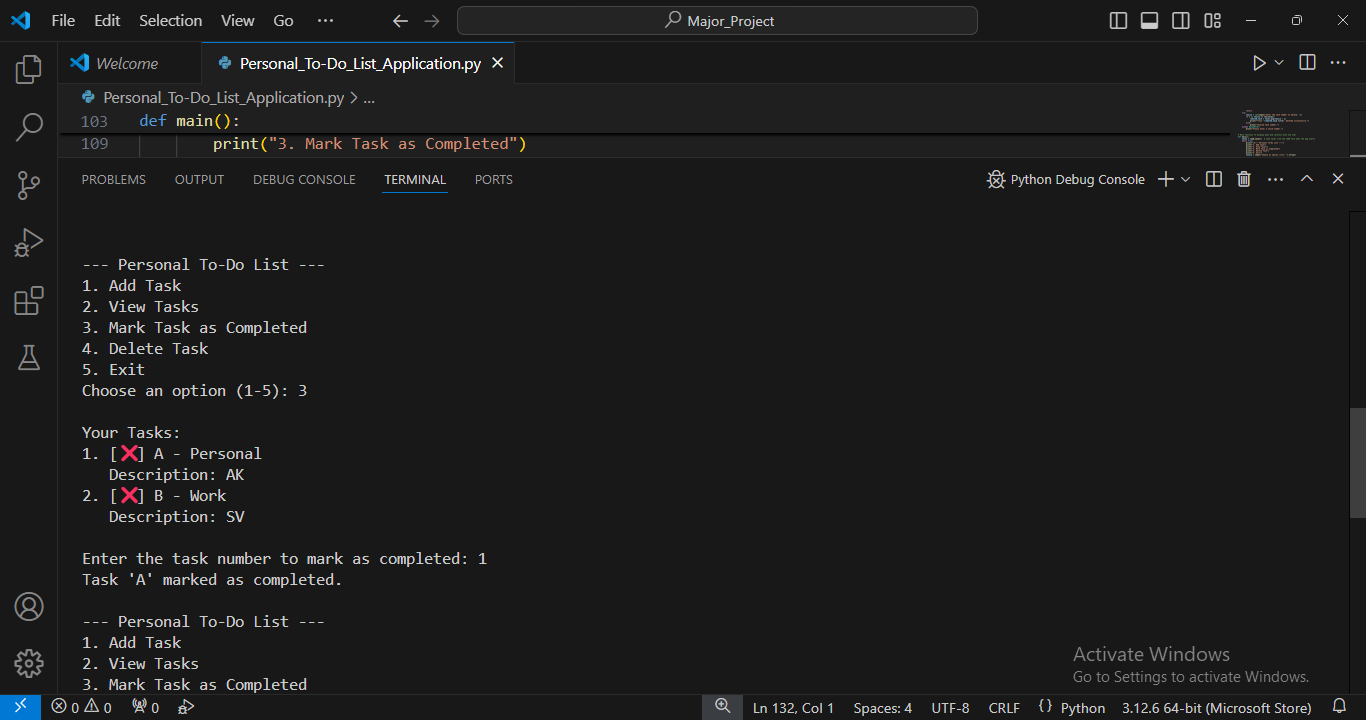 File Edit Selection View Go ··· Major_Project
Welcome Personal_To-Do_List_Application.py
Personal_To-Do_List_Application.py > ...
103 def main():
109 print("3. Mark Task as Completed")
PROBLEMS OUTPUT DEBUG CONSOLE TERMINAL PORTS Python Debug Console
--- Personal To-Do List ---
1. Add Task
2. View Tasks
3. Mark Task as Completed
4. Delete Task
5. Exit
Choose an option (1-5): 3
Your Tasks:
1. [❌] A - Personal
Description: AK
2. [❌] B - Work
Description: SV
Enter the task number to mark as completed: 1
Task 'A' marked as completed.
--- Personal To-Do List ---
1. Add Task
2. View Tasks
3. Mark Task as Completed
Activate Windows
Go to Settings to activate Windows.
0 0 0 Ln 132, Col 1 Spaces: 4 UTF-8 CRLF {} Python 3.12.6 64-bit (Microsoft Store)